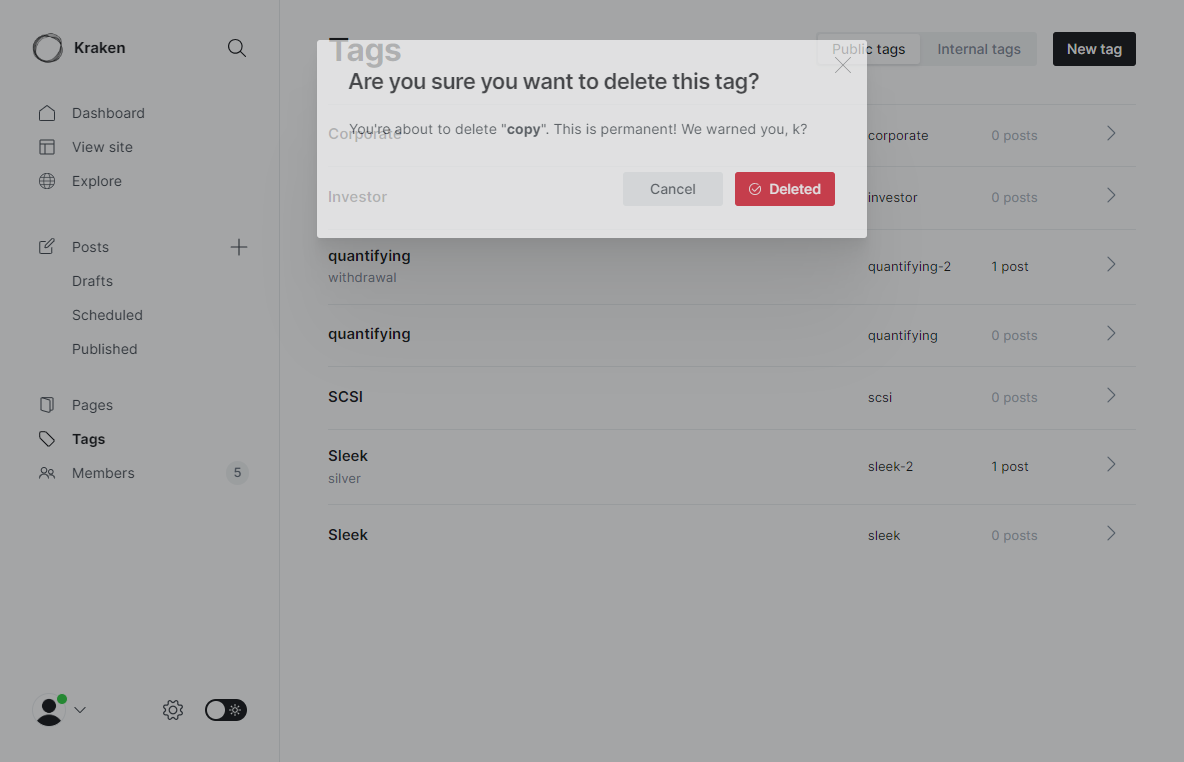 Kraken
Dashboard
View site
Explore
Posts
Drafts
Scheduled
Published
Pages
Tags
Members 5
Tags
Public tags Internal tags New tag
Are you sure you want to delete this tag?
You're about to delete "copy". This is permanent! We warned you, k?
Cancel Deleted
Corporate corporate 0 posts
Investor investor 0 posts
quantifying
withdrawal
quantifying-2 1 post
quantifying quantifying 0 posts
SCSI scsi 0 posts
Sleek
silver
sleek-2 1 post
Sleek sleek 0 posts